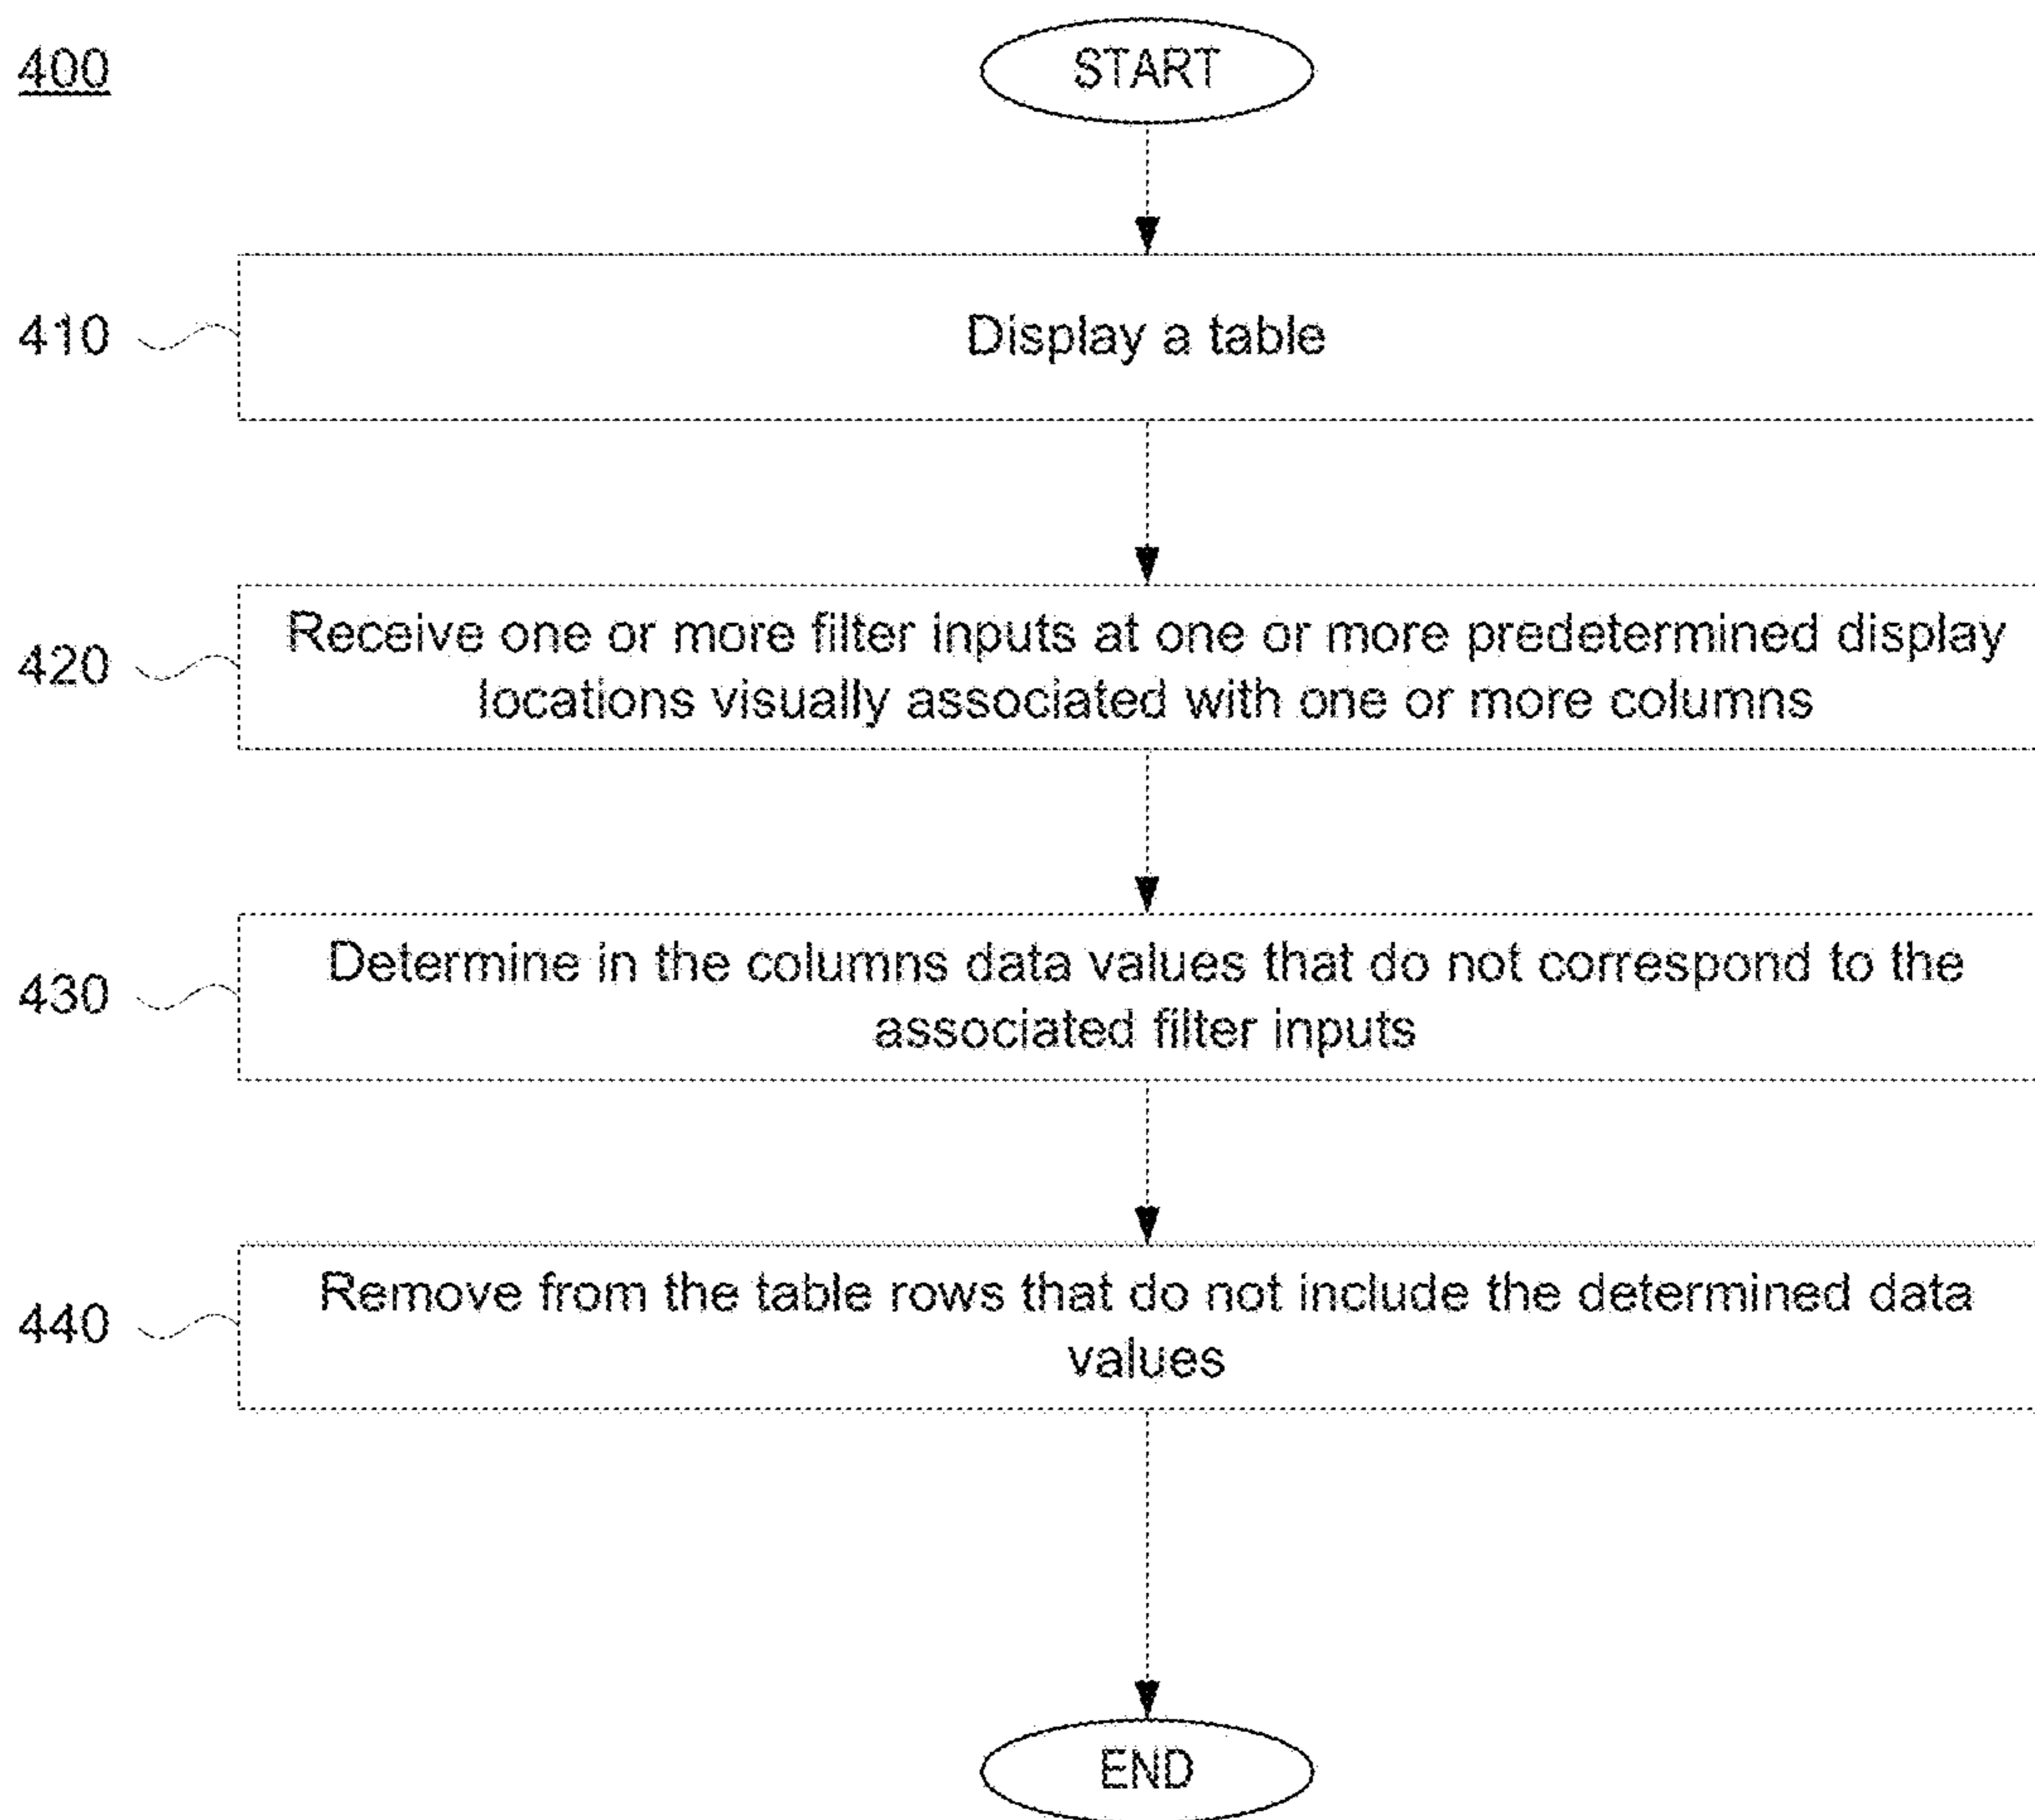 400
START
410
Display a table
420
Receive one or more filter inputs at one or more predetermined display
locations visually associated with one or more columns
430
Determine in the columns data values that do not correspond to the
associated filter inputs
440
Remove from the table rows that do not include the determined data
values
END